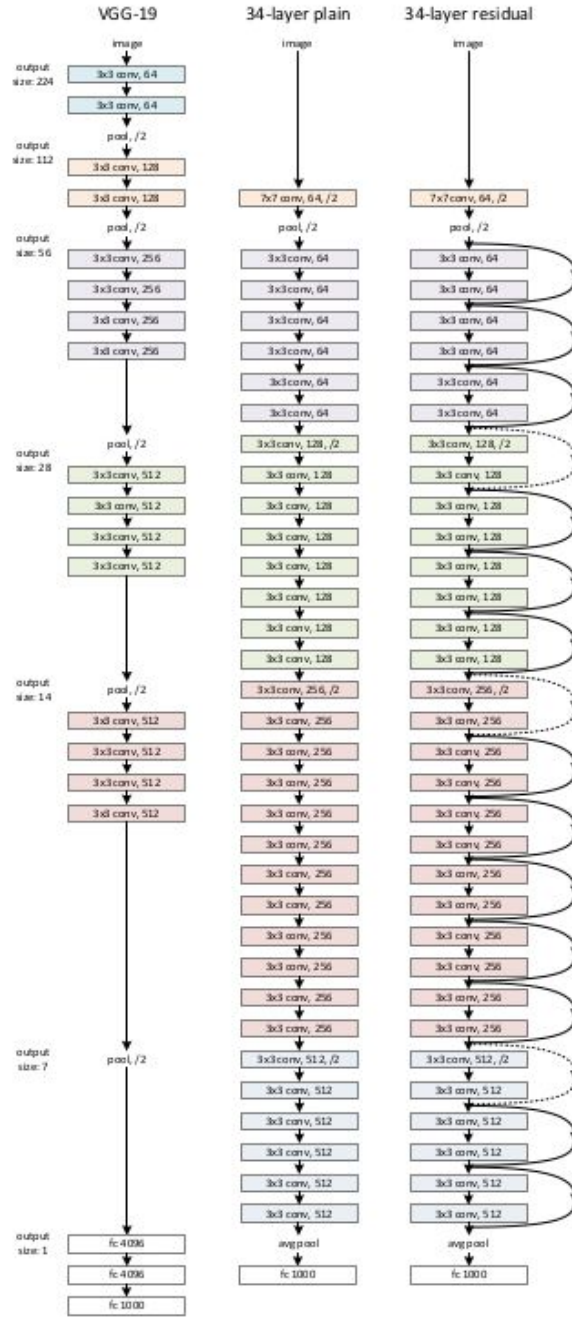 VGG-19
image
3x3 conv, 64
3x3 conv, 64
pool, /2
3x3 conv, 128
3x3 conv, 128
pool, /2
3x3 conv, 256
3x3 conv, 256
3x3 conv, 256
3x3 conv, 256
pool, /2
3x3 conv, 512
3x3 conv, 512
3x3 conv, 512
3x3 conv, 512
pool, /2
3x3 conv, 512
3x3 conv, 512
3x3 conv, 512
3x3 conv, 512
pool, /2
fc 4096
fc 4096
fc 1000
output
size: 224
output
size: 112
output
size: 56
output
size: 28
output
size: 14
output
size: 7
output
size: 1
34-layer plain
image
7x7 conv, 64, /2
pool, /2
3x3 conv, 64
3x3 conv, 64
3x3 conv, 64
3x3 conv, 64
3x3 conv, 64
3x3 conv, 64
3x3 conv, 128, /2
3x3 conv, 128
3x3 conv, 128
3x3 conv, 128
3x3 conv, 128
3x3 conv, 128
3x3 conv, 128
3x3 conv, 128
3x3 conv, 256, /2
3x3 conv, 256
3x3 conv, 256
3x3 conv, 256
3x3 conv, 256
3x3 conv, 256
3x3 conv, 256
3x3 conv, 256
3x3 conv, 256
3x3 conv, 256
3x3 conv, 256
3x3 conv, 256
3x3 conv, 512, /2
3x3 conv, 512
3x3 conv, 512
3x3 conv, 512
3x3 conv, 512
3x3 conv, 512
avg pool
fc 1000
34-layer residual
image
7x7 conv, 64, /2
pool, /2
3x3 conv, 64
3x3 conv, 64
3x3 conv, 64
3x3 conv, 64
3x3 conv, 64
3x3 conv, 64
3x3 conv, 128, /2
3x3 conv, 128
3x3 conv, 128
3x3 conv, 128
3x3 conv, 128
3x3 conv, 128
3x3 conv, 128
3x3 conv, 128
3x3 conv, 256, /2
3x3 conv, 256
3x3 conv, 256
3x3 conv, 256
3x3 conv, 256
3x3 conv, 256
3x3 conv, 256
3x3 conv, 256
3x3 conv, 256
3x3 conv, 256
3x3 conv, 256
3x3 conv, 256
3x3 conv, 512, /2
3x3 conv, 512
3x3 conv, 512
3x3 conv, 512
3x3 conv, 512
3x3 conv, 512
avg pool
fc 1000